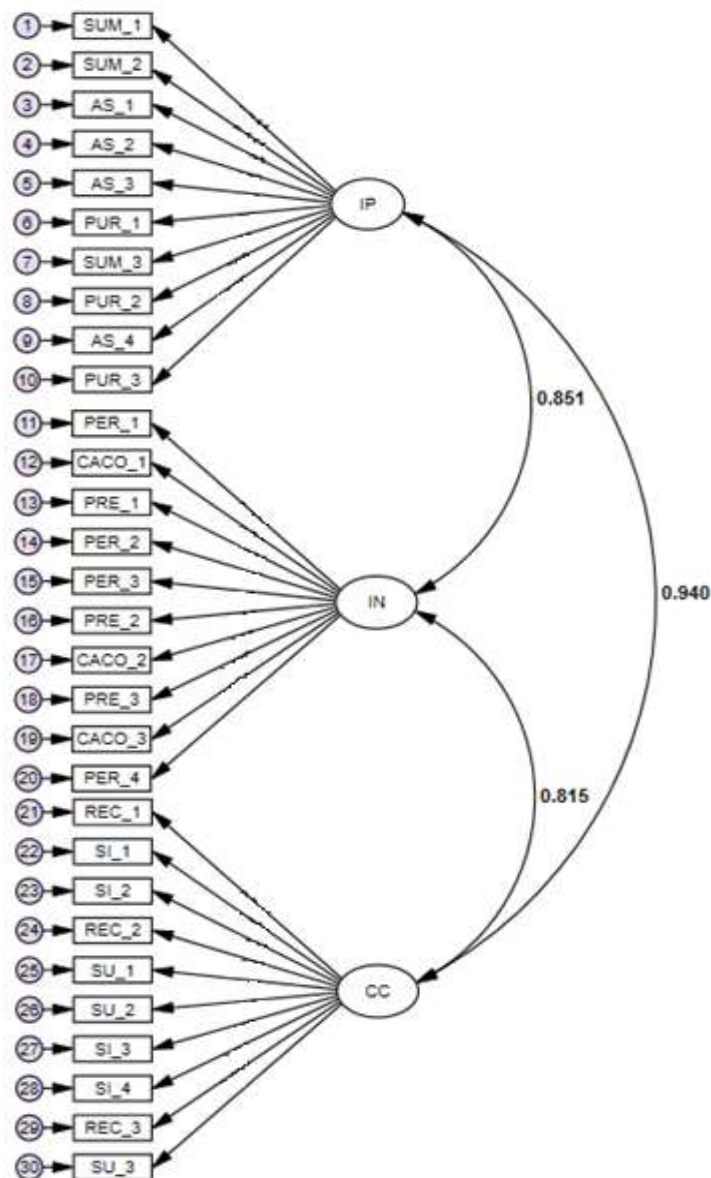 1 SUM_1
2 SUM_2
3 AS_1
4 AS_2
5 AS_3
6 PUR_1
7 SUM_3
8 PUR_2
9 AS_4
10 PUR_3
IP
0.851
11 PER_1
12 CACO_1
13 PRE_1
14 PER_2
15 PER_3
16 PRE_2
17 CACO_2
18 PRE_3
19 CACO_3
20 PER_4
IN
0.940
0.815
21 REC_1
22 SI_1
23 SI_2
24 REC_2
25 SU_1
26 SU_2
27 SI_3
28 SI_4
29 REC_3
30 SU_3
CC